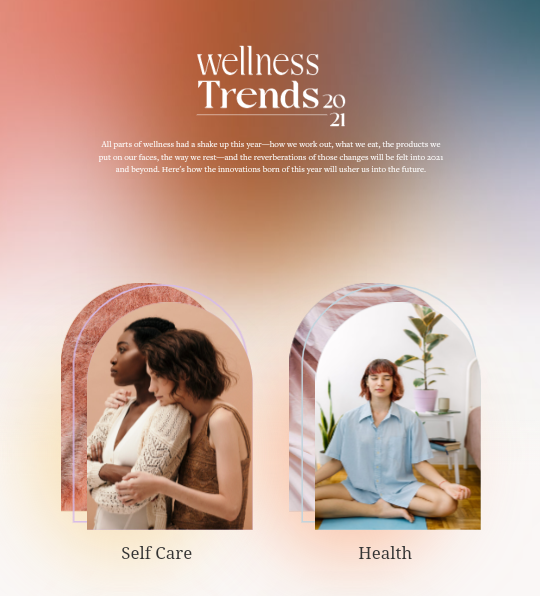 wellness
Trends 20
21
All parts of wellness had a shake up this year—how we work out, what we eat, the products we
put on our faces, the way we rest—and the reverberations of those changes will be felt into 2021
and beyond. Here's how the innovations born of this year will usher us into the future.
Self Care
Health